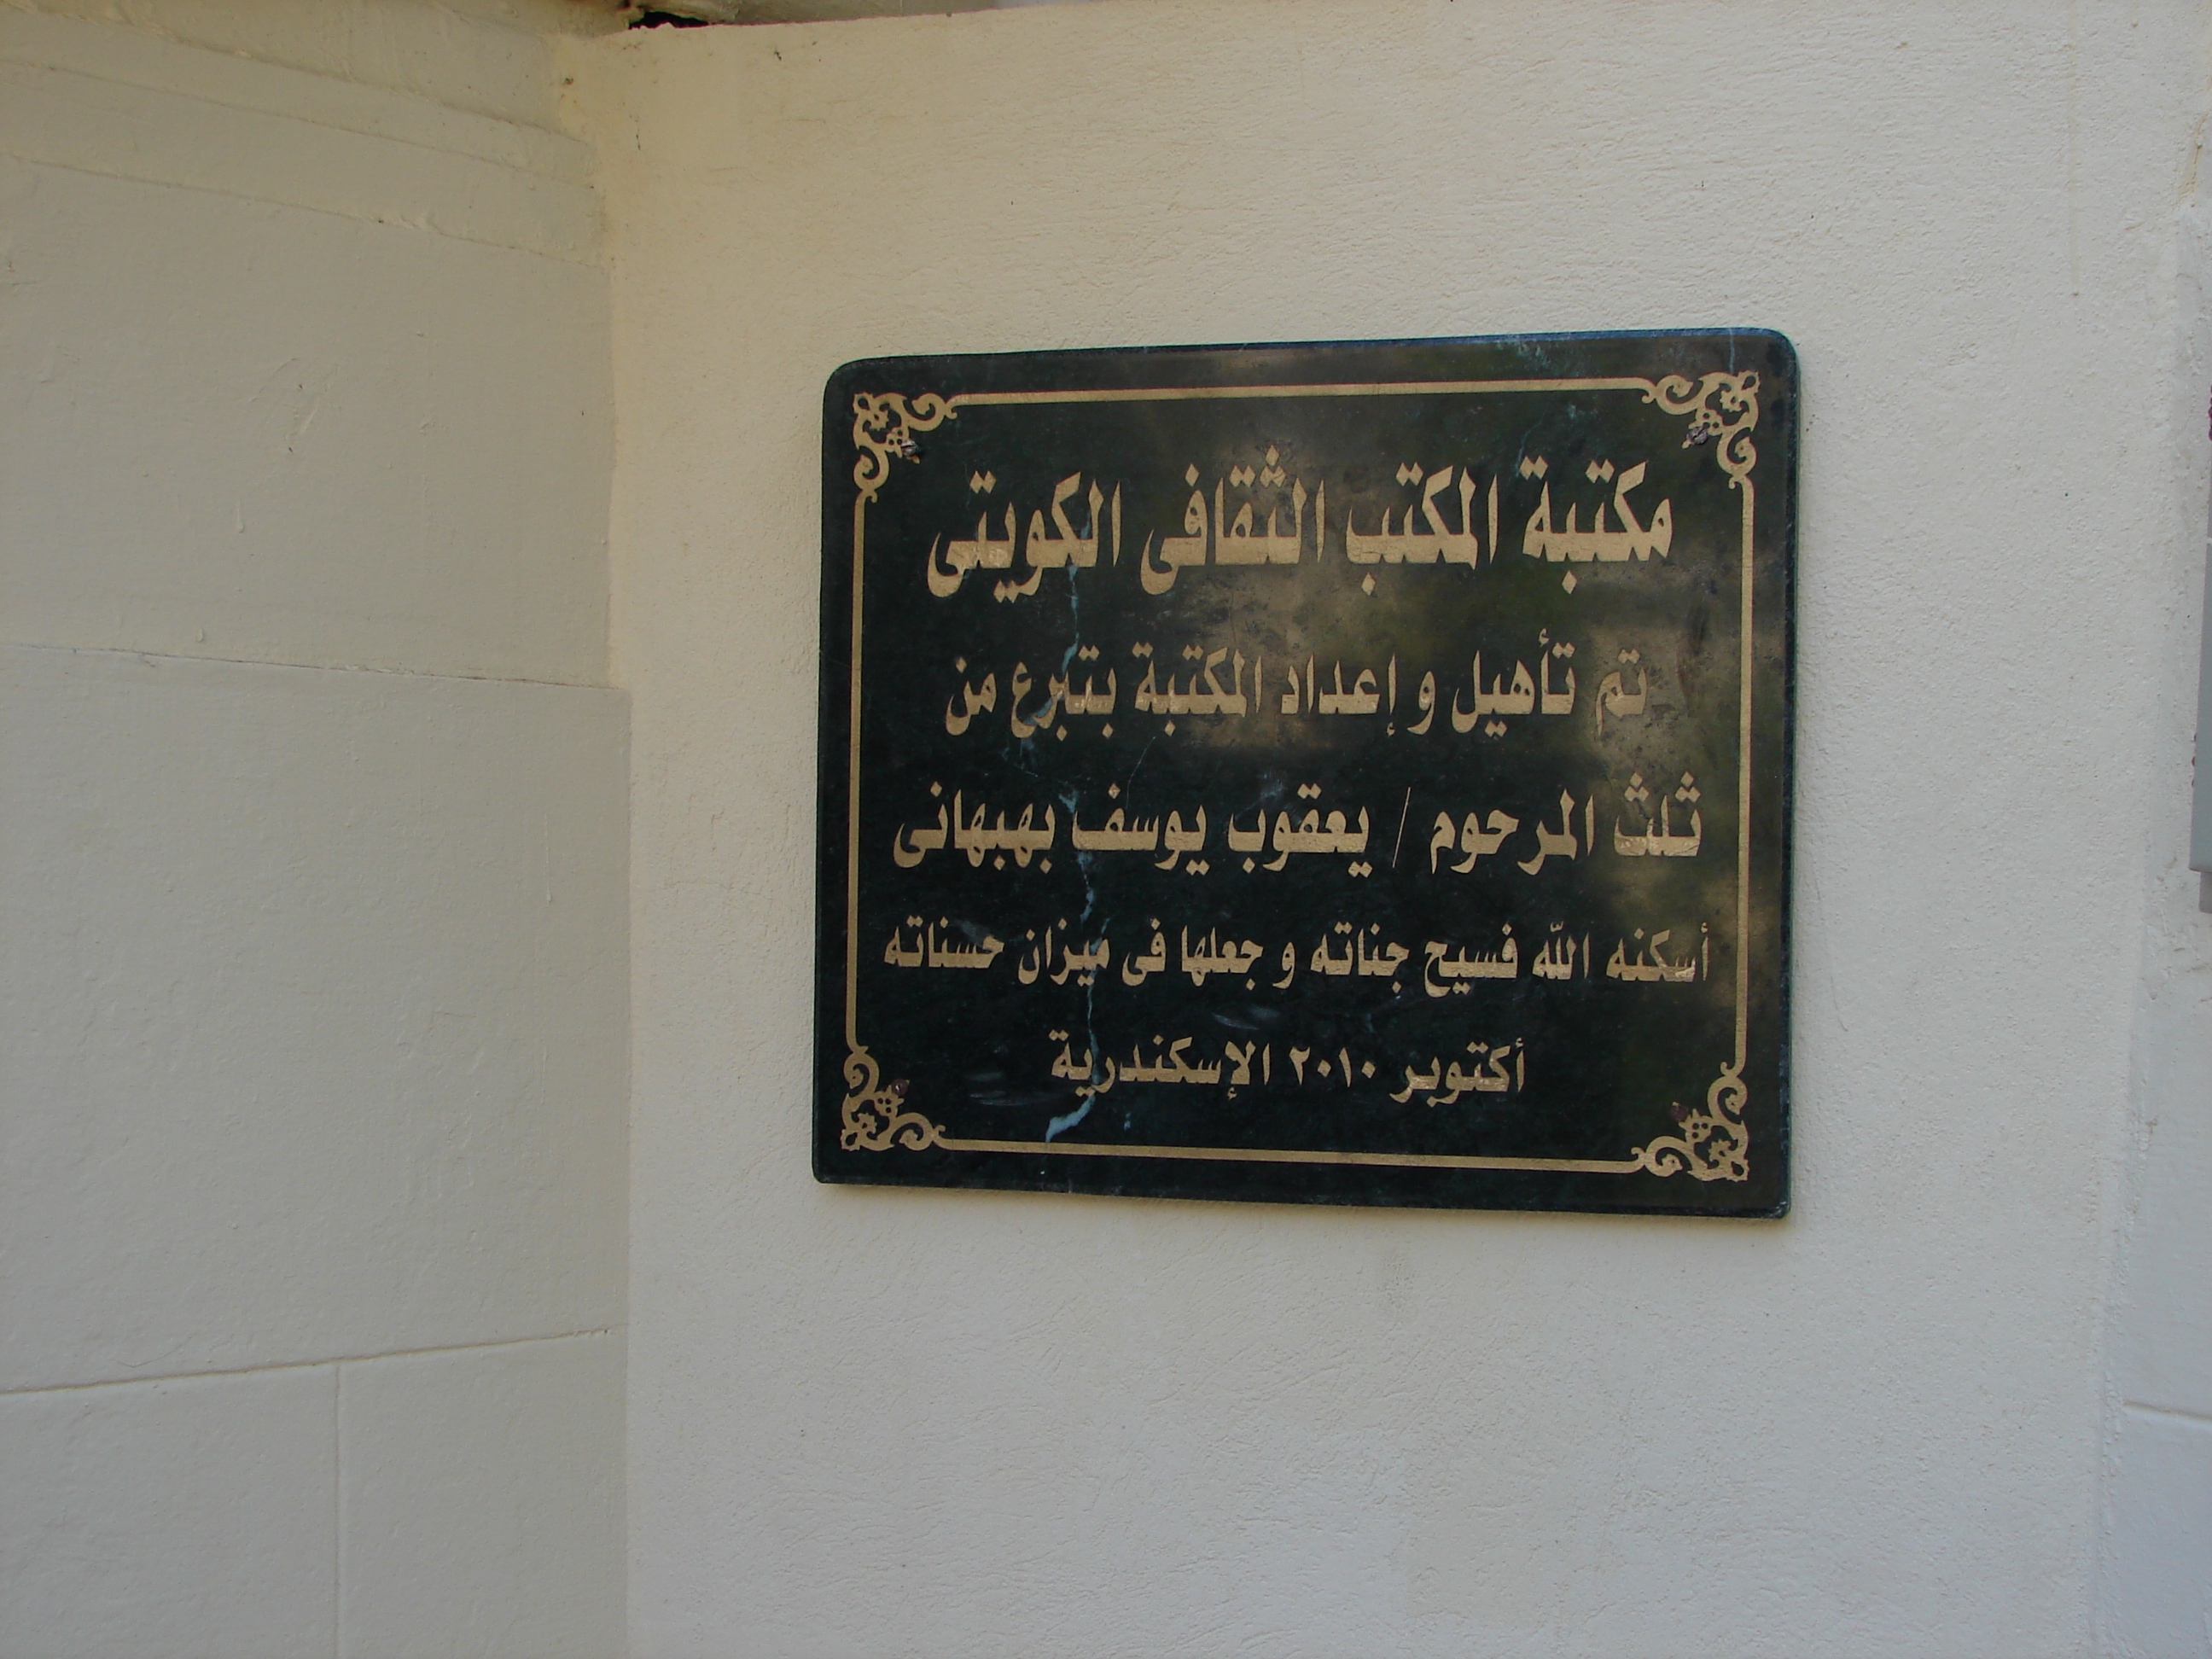 مكتبة المكتب الثقافى الكويتى
تم تأهيل و إعداد المكتبة بتبرع من
ثلث المرحوم / يعقوب يوسف بهبهانى
أسكنه الله فسيح جناته و جعلها فى ميزان حسناته
أكتوبر ٢٠١٠ الإسكندرية